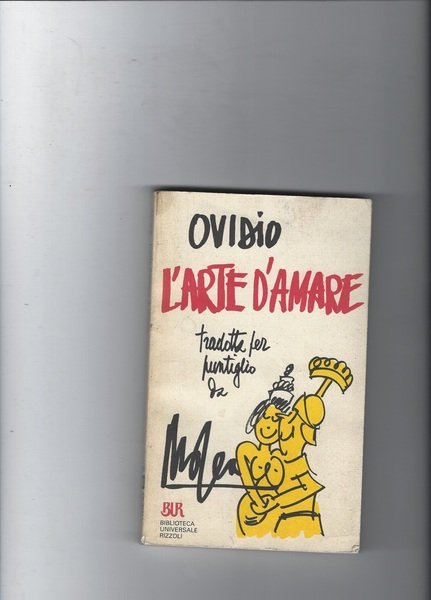 OVIDIO
L'ARTE D'AMARE
tradotta per
puntiglio
da
BUR
BIBLIOTECA
UNIVERSALE
RIZZOLI